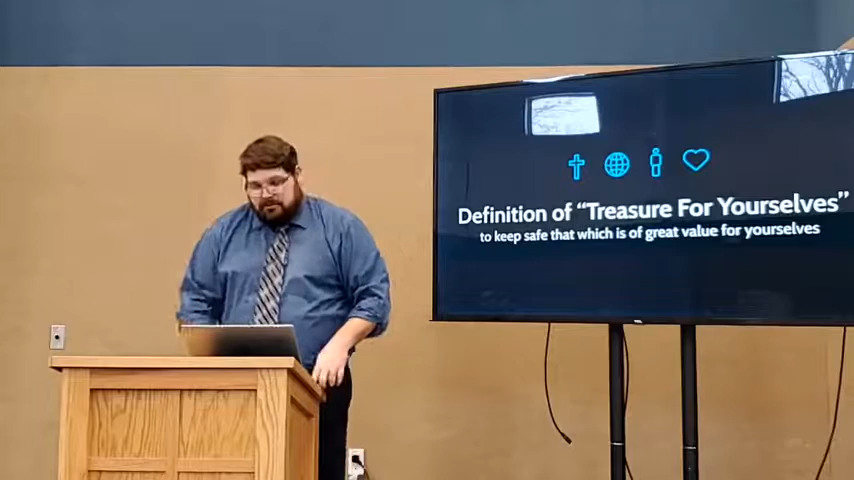 Definition of “Treasure For Yourselves”
to keep safe that which is of great value for yourselves